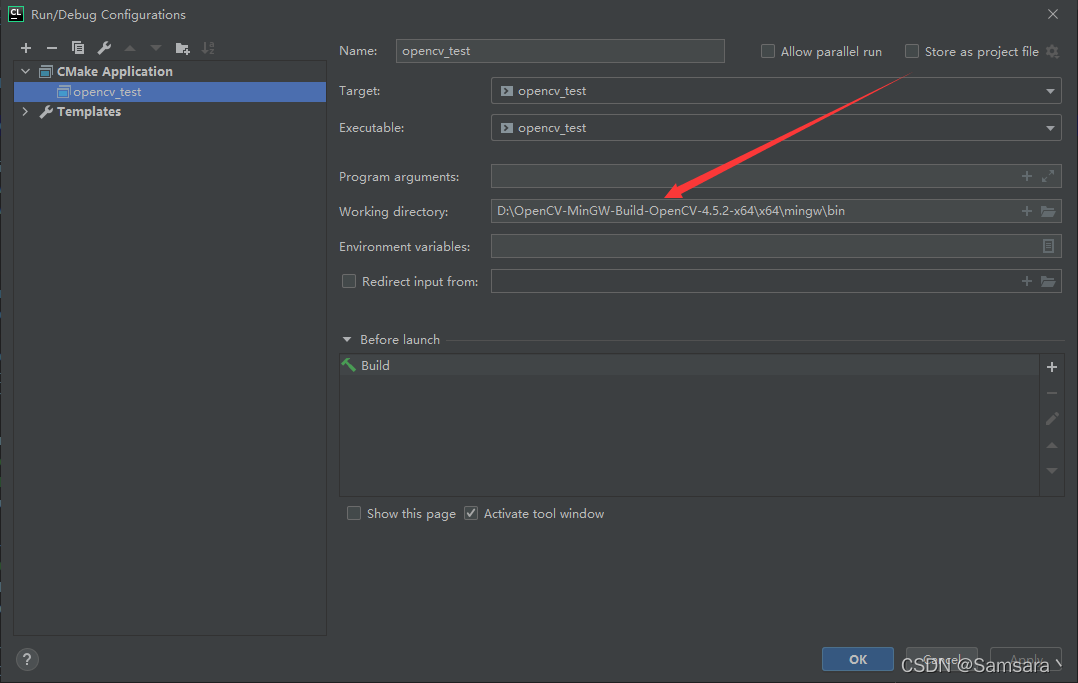 CL Run/Debug Configurations
Name: opencv_test Allow parallel run Store as project file
CMake Application
opencv_test
Templates
Target: opencv_test
Executable: opencv_test
Program arguments:
Working directory: D:\OpenCV-MinGW-Build-OpenCV-4.5.2-x64\x64\mingw\bin
Environment variables:
Redirect input from:
Before launch
Build
Show this page Activate tool window
? OK Cancel Apply
CSDN @Samsara